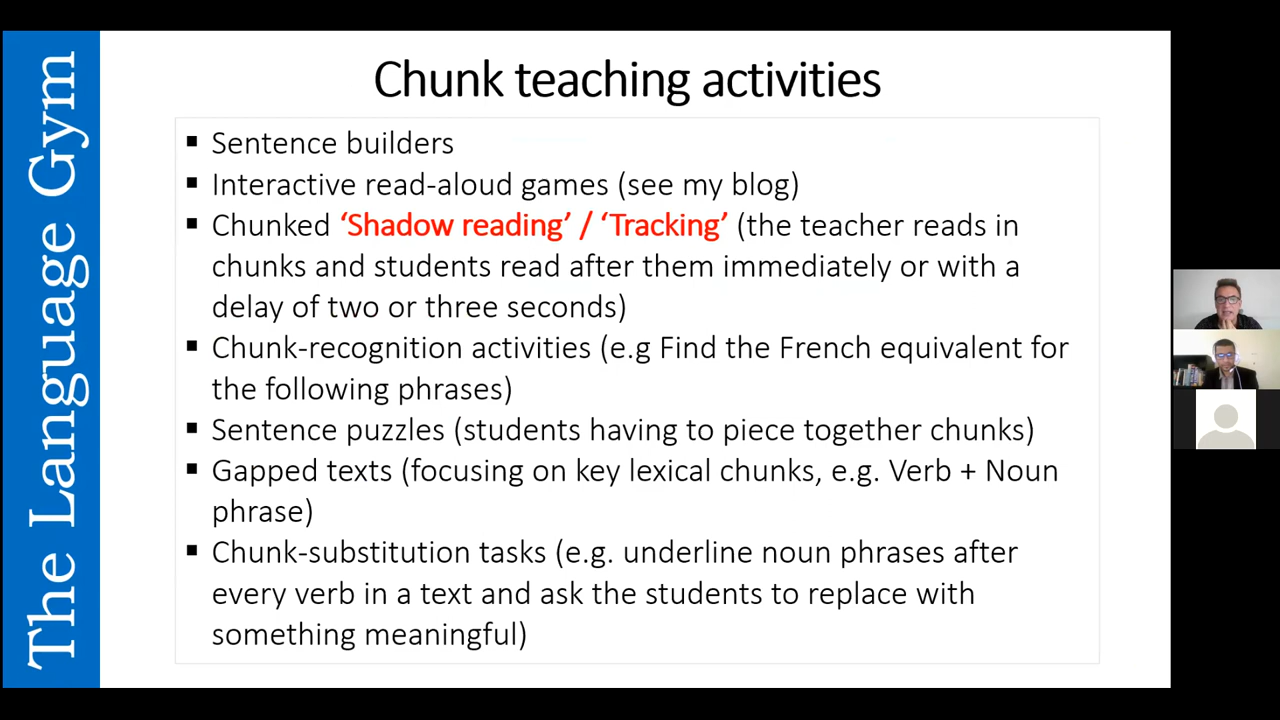 The Language Gym
Chunk teaching activities
▪ Sentence builders
▪ Interactive read-aloud games (see my blog)
▪ Chunked ‘Shadow reading’ / ‘Tracking’ (the teacher reads in
chunks and students read after them immediately or with a
delay of two or three seconds)
▪ Chunk-recognition activities (e.g Find the French equivalent for
the following phrases)
▪ Sentence puzzles (students having to piece together chunks)
▪ Gapped texts (focusing on key lexical chunks, e.g. Verb + Noun
phrase)
▪ Chunk-substitution tasks (e.g. underline noun phrases after
every verb in a text and ask the students to replace with
something meaningful)